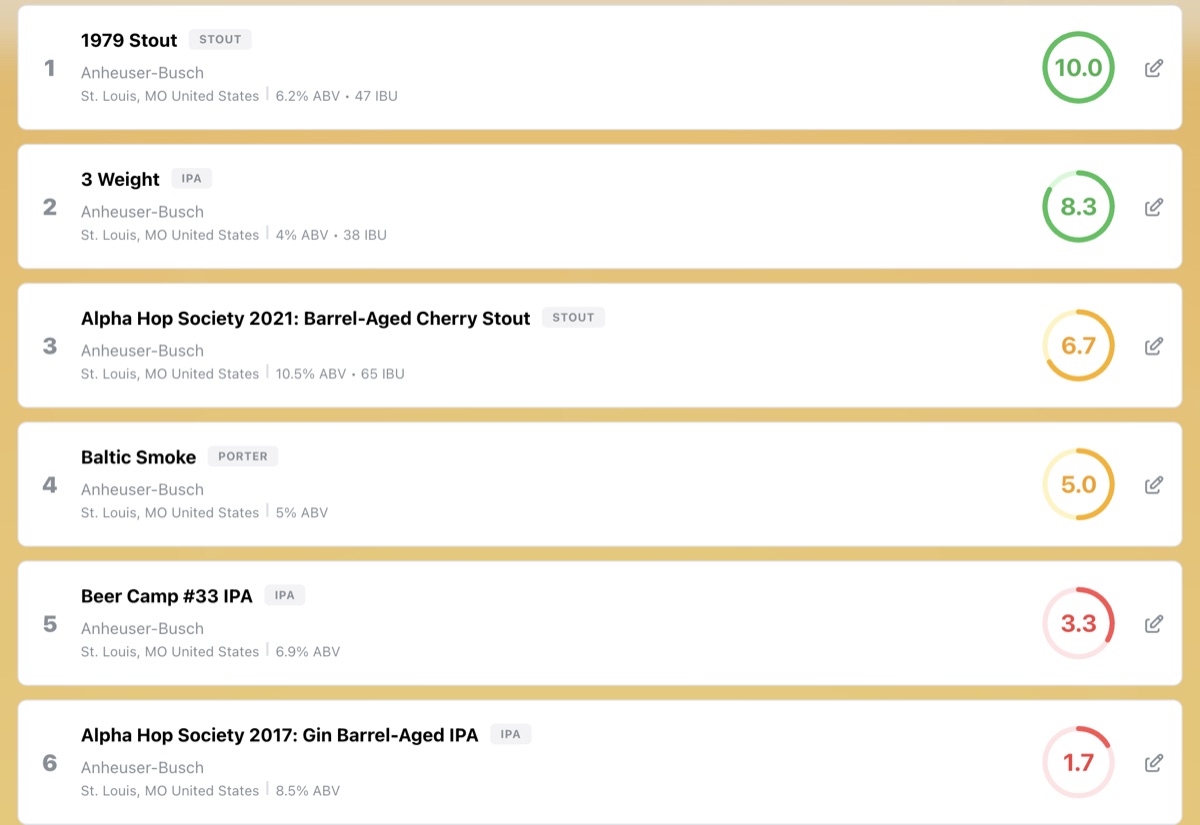 1
1979 Stout STOUT
Anheuser-Busch
St. Louis, MO United States | 6.2% ABV • 47 IBU
10.0
2
3 Weight IPA
Anheuser-Busch
St. Louis, MO United States | 4% ABV • 38 IBU
8.3
3
Alpha Hop Society 2021: Barrel-Aged Cherry Stout STOUT
Anheuser-Busch
St. Louis, MO United States | 10.5% ABV • 65 IBU
6.7
4
Baltic Smoke PORTER
Anheuser-Busch
St. Louis, MO United States | 5% ABV
5.0
5
Beer Camp #33 IPA IPA
Anheuser-Busch
St. Louis, MO United States | 6.9% ABV
3.3
6
Alpha Hop Society 2017: Gin Barrel-Aged IPA IPA
Anheuser-Busch
St. Louis, MO United States | 8.5% ABV
1.7